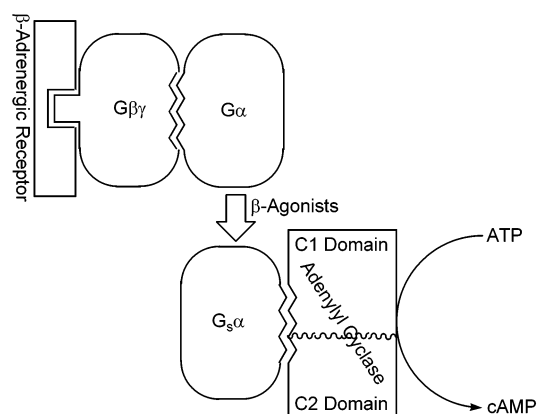 β-Adrenergic Receptor
Gβγ
Gα
β-Agonists
C1 Domain
ATP
Adenylyl Cyclase
Gsα
C2 Domain
cAMP